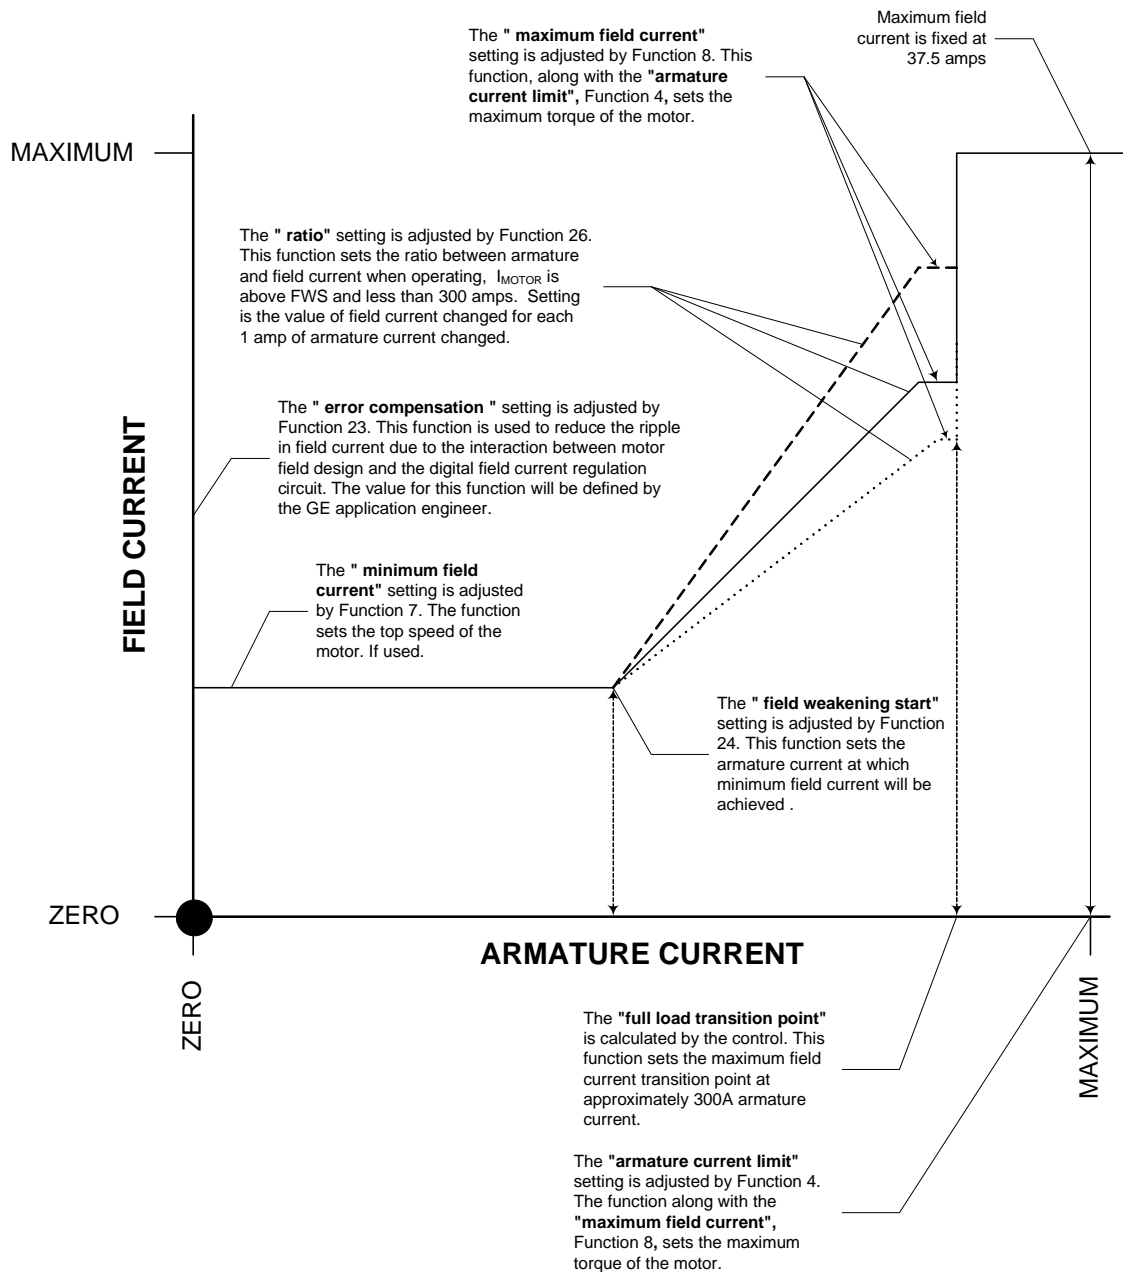 The " maximum field current"
setting is adjusted by Function 8. This
function, along with the "armature
current limit", Function 4, sets the
maximum torque of the motor.
Maximum field
current is fixed at
37.5 amps
MAXIMUM
The " ratio" setting is adjusted by Function 26.
This function sets the ratio between armature
and field current when operating, IMOTOR is
above FWS and less than 300 amps. Setting
is the value of field current changed for each
1 amp of armature current changed.
FIELD CURRENT
The " error compensation " setting is adjusted by
Function 23. This function is used to reduce the ripple
in field current due to the interaction between motor
field design and the digital field current regulation
circuit. The value for this function will be defined by
the GE application engineer.
The " minimum field
current" setting is adjusted
by Function 7. The function
sets the top speed of the
motor. If used.
The " field weakening start"
setting is adjusted by Function
24. This function sets the
armature current at which
minimum field current will be
achieved .
ZERO
ARMATURE CURRENT
ZERO
MAXIMUM
The "full load transition point"
is calculated by the control. This
function sets the maximum field
current transition point at
approximately 300A armature
current.
The "armature current limit"
setting is adjusted by Function 4.
The function along with the
"maximum field current",
Function 8, sets the maximum
torque of the motor.